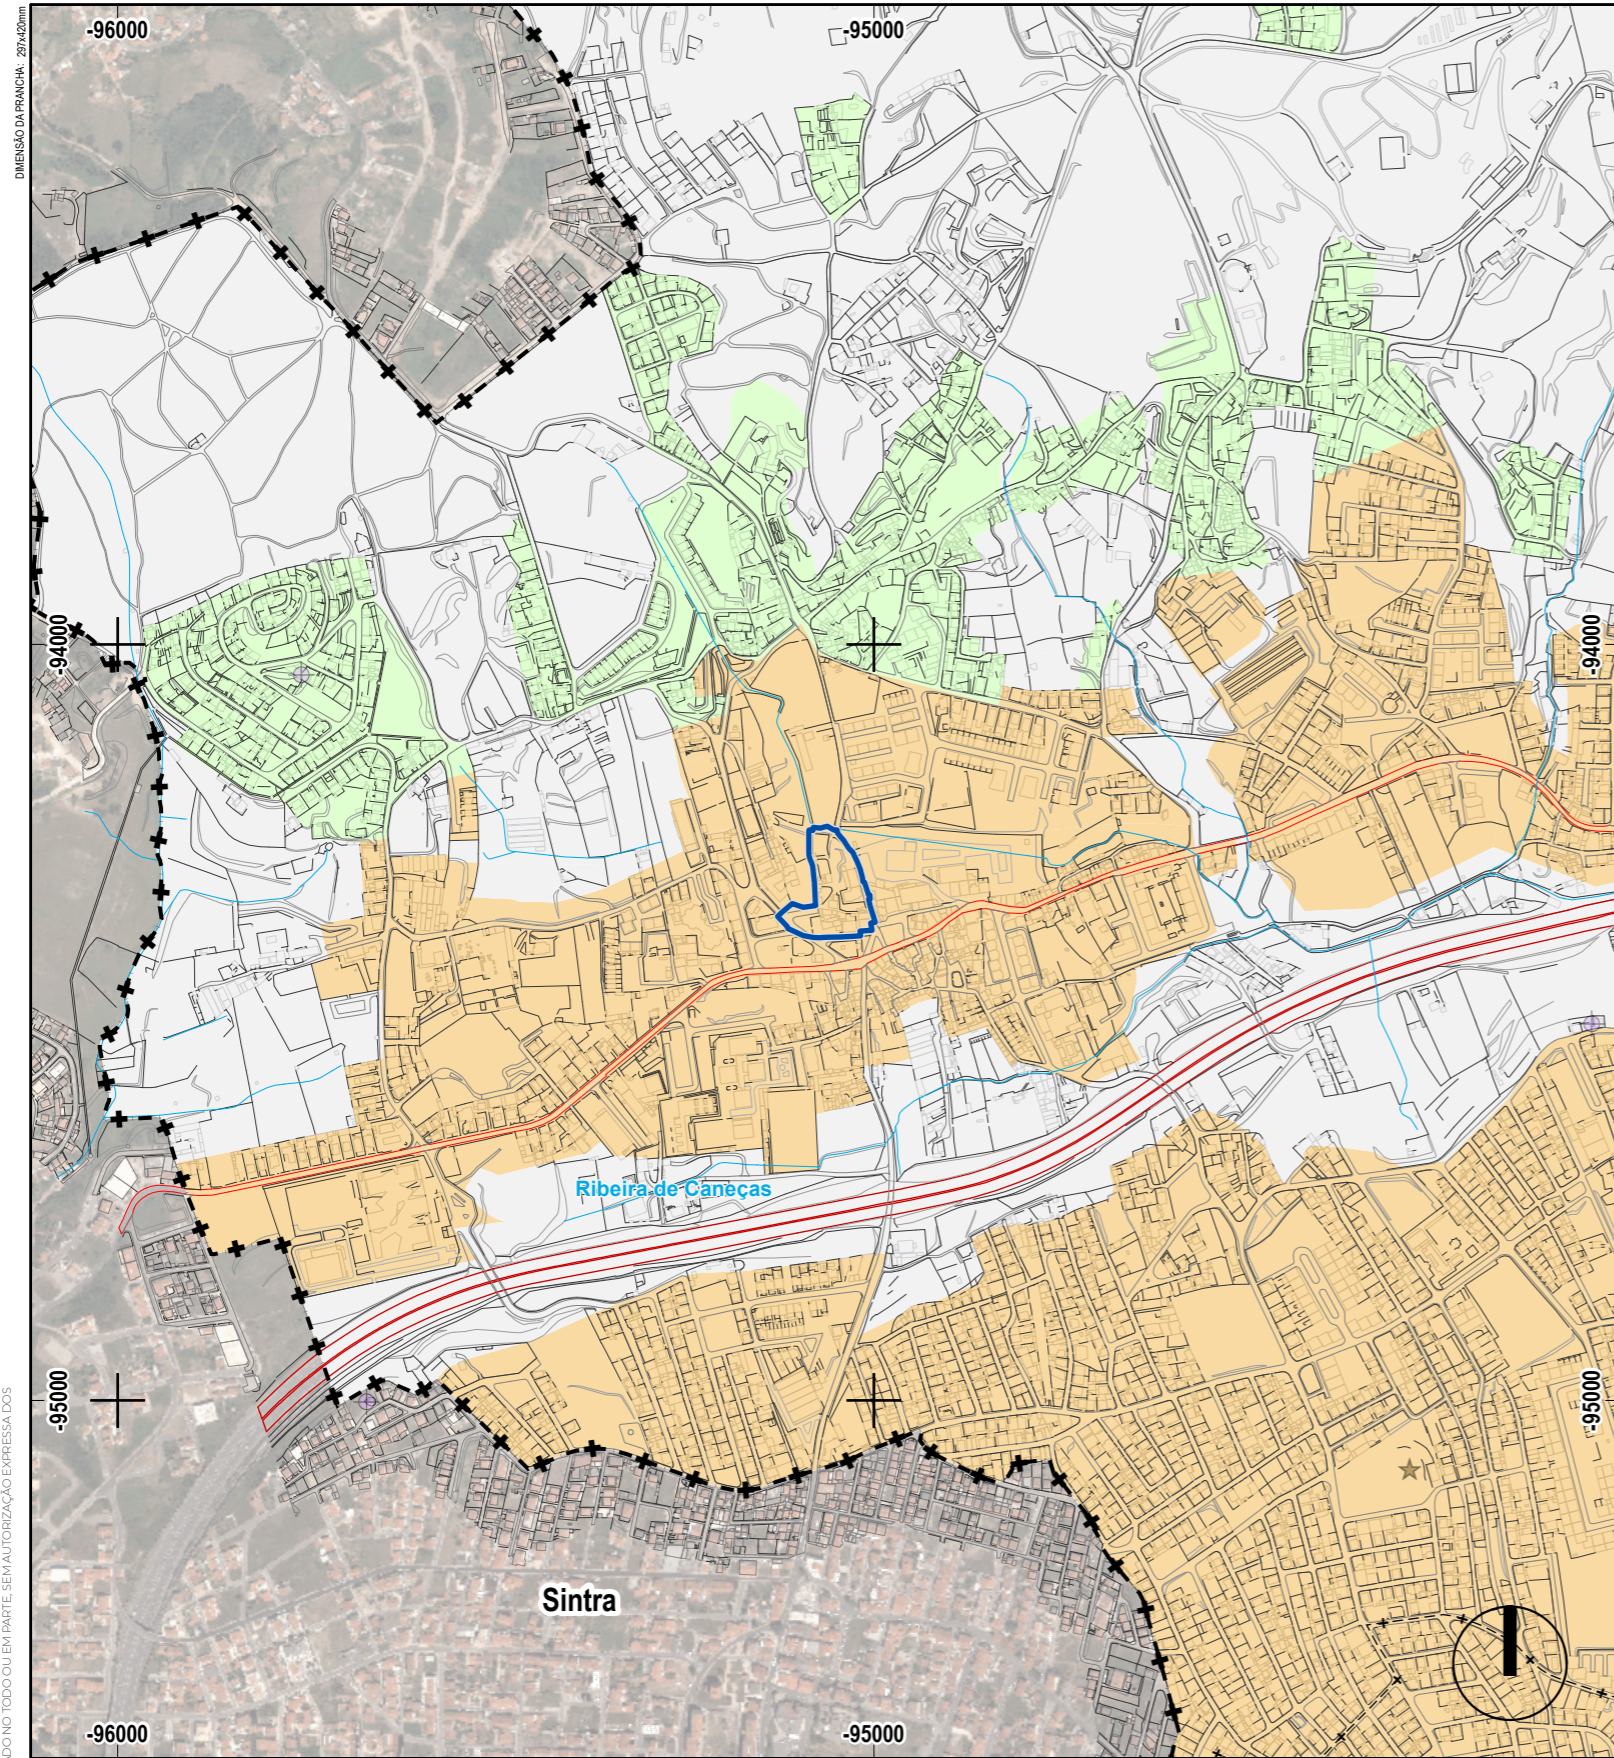 DIMENSÃO DA PRANCHA: 297x420mm
-96000
-95000
-94000
-94000
Ribeira de Caneças
-95000
-95000
Sintra
-96000
-95000
DO NO TODO OU EM PARTE, SEM AUTORIZAÇÃO EXPRESSA DOS